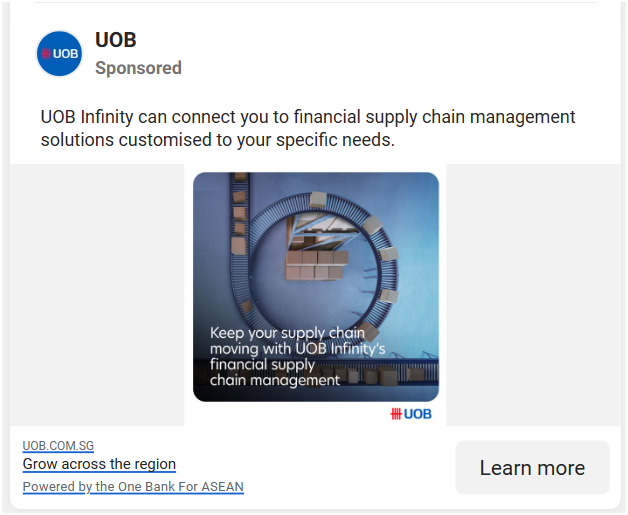 UOB
UOB
Sponsored
UOB Infinity can connect you to financial supply chain management
solutions customised to your specific needs.
Keep your supply chain
moving with UOB Infinity's
financial supply
chain management
UOB
UOB.COM.SG
Grow across the region
Powered by the One Bank For ASEAN
Learn more